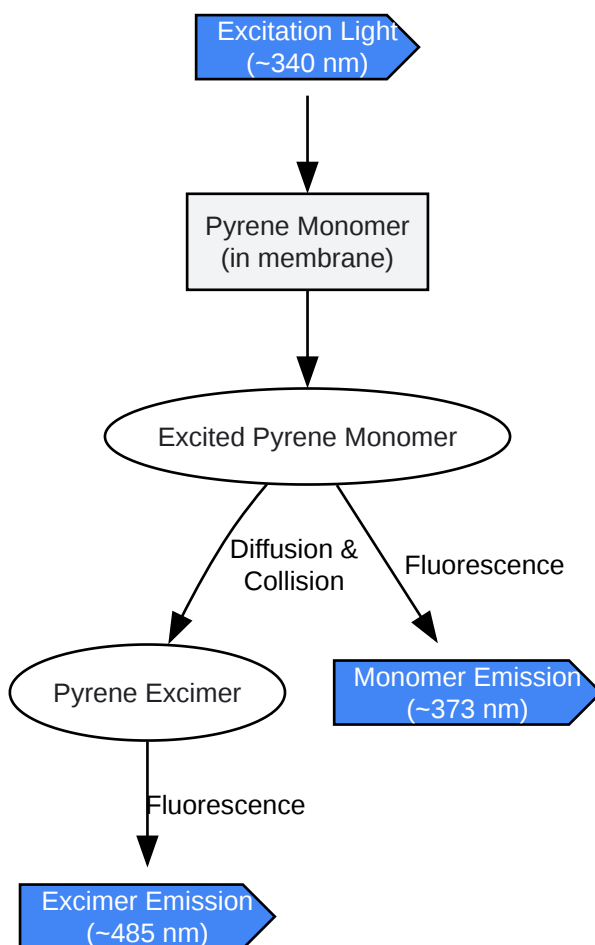 Excitation Light
(~340 nm)
Pyrene Monomer
(in membrane)
Excited Pyrene Monomer
Diffusion &
Collision
Fluorescence
Pyrene Excimer
Monomer Emission
(~373 nm)
Fluorescence
Excimer Emission
(~485 nm)